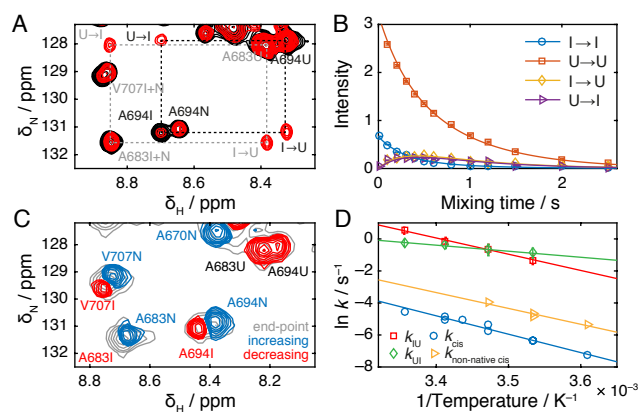 A
U→I
U→I
128
129
130
131
132
δN / ppm
A683U
A694U
V707I+N
A694I
A694N
A683I+N
I→U
I→U
8.8
8.6
8.4
δH / ppm
B
3
2
1
0
Intensity
I→I
U→U
I→U
U→I
0
1
2
Mixing time / s
C
128
129
130
131
132
δN / ppm
A670N
V707N
A683U
A694U
V707I
A683N
A694N
A683I
A694I
end-point
increasing
decreasing
8.8
8.6
8.4
8.2
δH / ppm
D
0
-2
-4
-6
-8
ln k / s⁻¹
kIU
kcis
kUI
knon-native cis
3.4
3.5
3.6
× 10⁻³
1/Temperature / K⁻¹